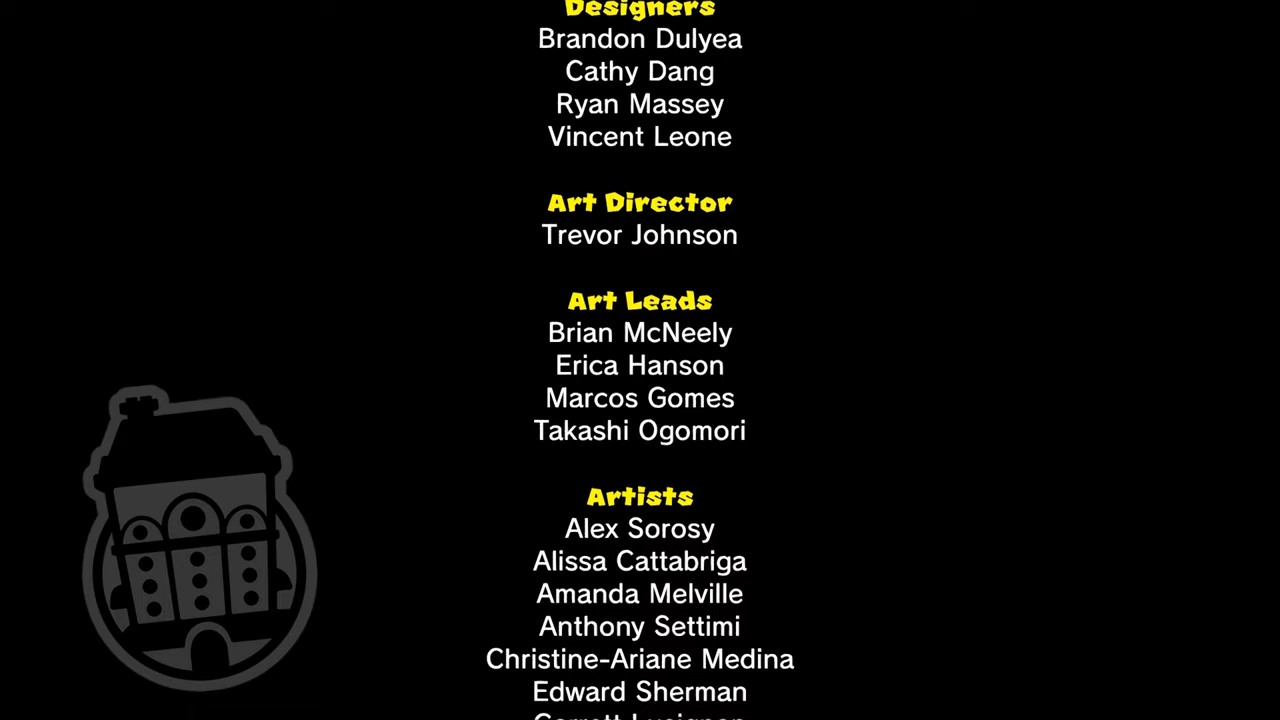 Designers
Brandon Dulyea
Cathy Dang
Ryan Massey
Vincent Leone
Art Director
Trevor Johnson
Art Leads
Brian McNeely
Erica Hanson
Marcos Gomes
Takashi Ogomori
Artists
Alex Sorosy
Alissa Cattabriga
Amanda Melville
Anthony Settimi
Christine-Ariane Medina
Edward Sherman